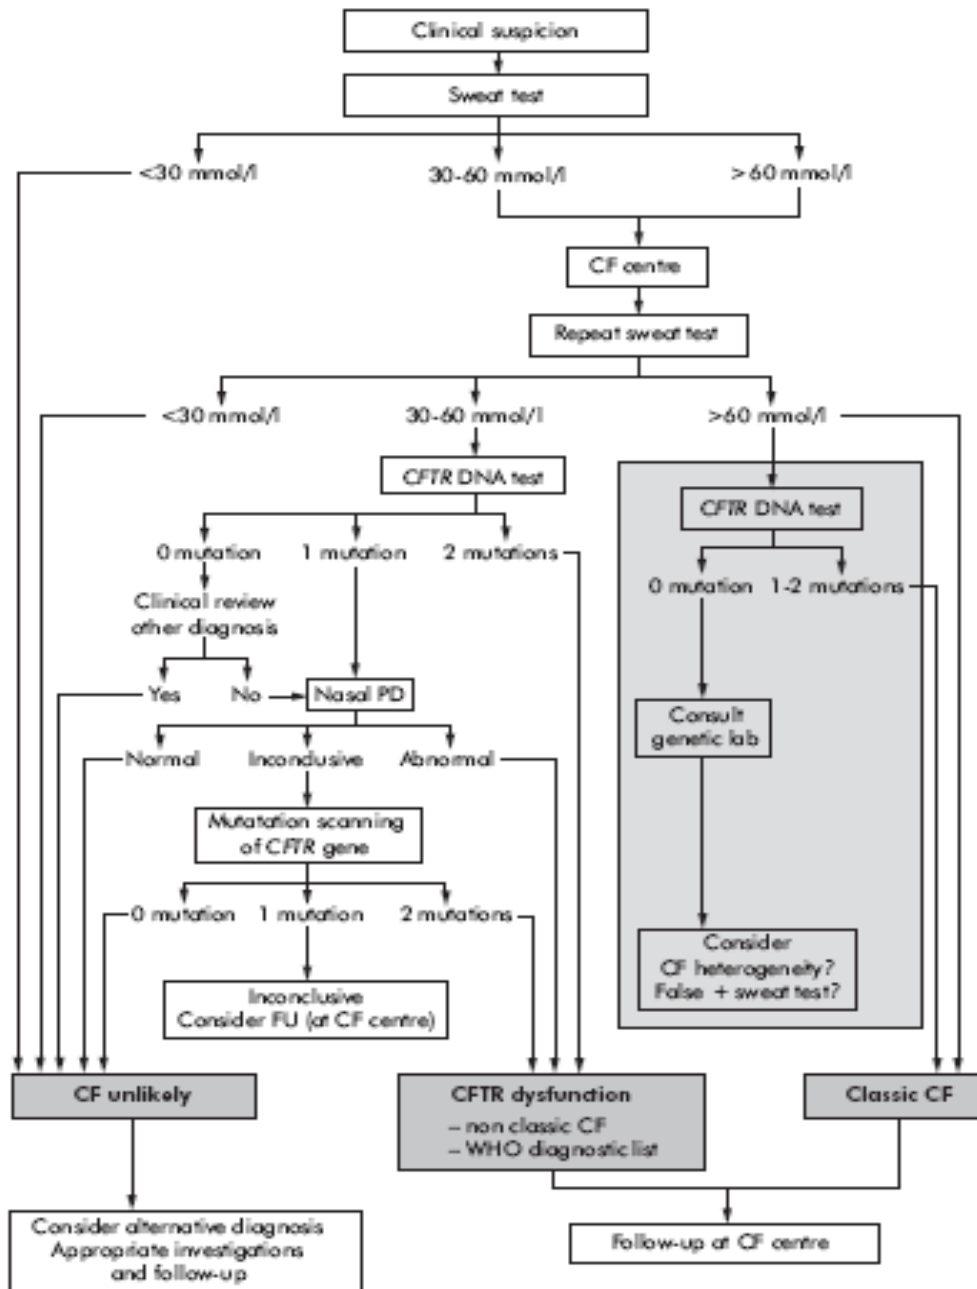 Clinical suspicion
Sweat test
<30 mmol/l
30-60 mmol/l
>60 mmol/l
CF centre
Repeat sweat test
<30 mmol/l
30-60 mmol/l
>60 mmol/l
CFTR DNA test
CFTR DNA test
0 mutation
1 mutation
2 mutations
0 mutation
1-2 mutations
Clinical review
other diagnosis
Yes
No
Nasal PD
Consult
genetic lab
Normal
Inconclusive
Abnormal
Mutatation scanning
of CFTR gene
0 mutation
1 mutation
2 mutations
Consider
CF heterogeneity?
False + sweat test?
Inconclusive
Consider FU (at CF centre)
CF unlikely
CFTR dysfunction
– non classic CF
– WHO diagnostic list
Classic CF
Consider alternative diagnosis
Appropriate investigations
and follow-up
Follow-up at CF centre